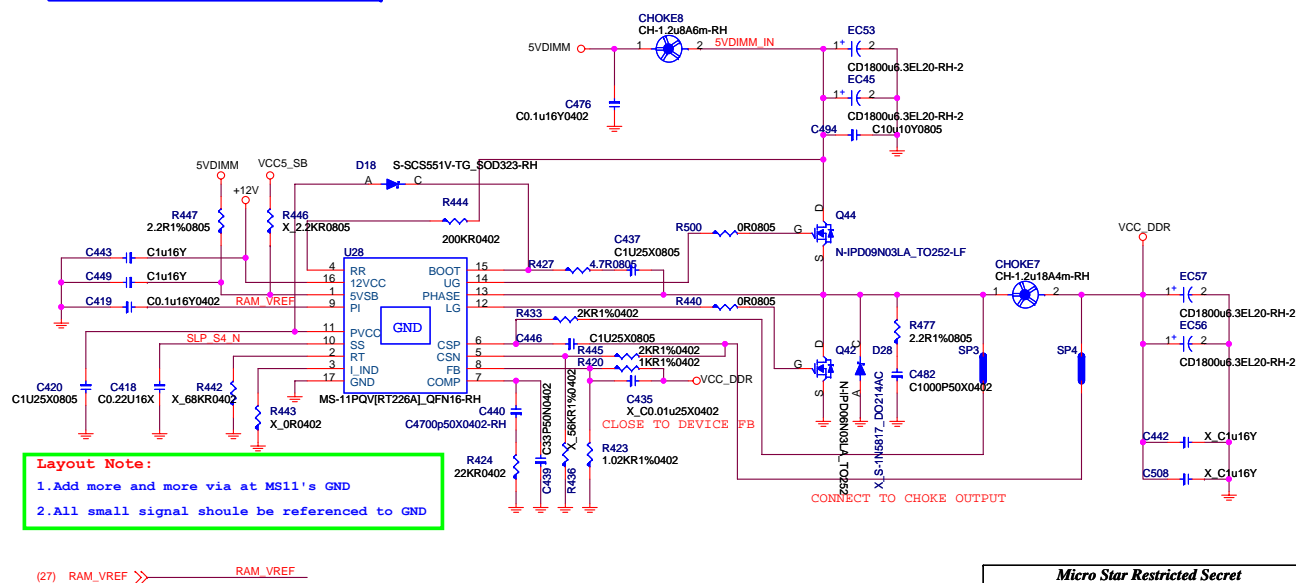 CHOKE8
CH-1.2u8A6m-RH
5VDIMM
1
2
5VDIMM_IN
EC53
1
+
2
CD1800u6.3EL20-RH-2
EC45
1
+
2
CD1800u6.3EL20-RH-2
C476
C0.1u16Y0402
C494
C10u10Y0805
5VDIMM
VCC5_SB
+12V
D18
S-SCS551V-TG_SOD323-RH
A
C
R447
2.2R1%0805
R446
X_2.2KR0805
R444
200KR0402
C443
C1u16Y
C449
C1u16Y
C419
C0.1u16Y0402
RAM_VREF
U28
4
RR
16
12VCC
1
5VSB
9
PI
11
PVCC
10
SS
2
RT
3
I_IND
17
GND
GND
BOOT
15
UG
14
PHASE
13
LG
12
CSP
6
CSN
5
FB
8
COMP
7
MS-11PQV[RT226A]_QFN16-RH
SLP_S4_N
C437
C1U25X0805
R427
4.7R0805
R500
0R0805
R440
0R0805
R433
2KR1%0402
C446
C1U25X0805
R445
2KR1%0402
R420
1KR1%0402
VCC_DDR
C435
X_C0.01u25X0402
CLOSE TO DEVICE FB
D
G
S
Q44
N-IPD09N03LA_TO252-LF
D
G
S
Q42
N-IPD06N03LA_TO252
A
C
D28
X_S-1N5817_DO214AC
R477
2.2R1%0805
C482
C1000P50X0402
CHOKE7
CH-1.2u18A4m-RH
1
2
SP3
SP4
VCC_DDR
EC57
1
+
2
CD1800u6.3EL20-RH-2
EC56
1
+
2
CD1800u6.3EL20-RH-2
C442
X_C1u16Y
C508
X_C1u16Y
C420
C1U25X0805
C418
C0.22U16X
R442
X_68KR0402
R443
X_0R0402
C440
C4700p50X0402-RH
R424
22KR0402
C439
C33P50N0402
R436
X_56KR1%0402
R423
1.02KR1%0402
CONNECT TO CHOKE OUTPUT
Layout Note:
1.Add more and more via at MS11's GND
2.All small signal shoule be referenced to GND
(27) RAM_VREF
RAM_VREF
Micro Star Restricted Secret